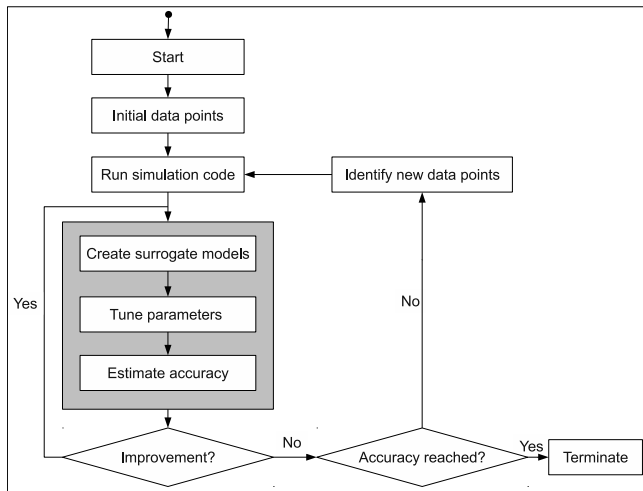 Start
Initial data points
Run simulation code
Identify new data points
Create surrogate models
Yes
Tune parameters
No
Estimate accuracy
Improvement?
No
Accuracy reached?
Yes
Terminate